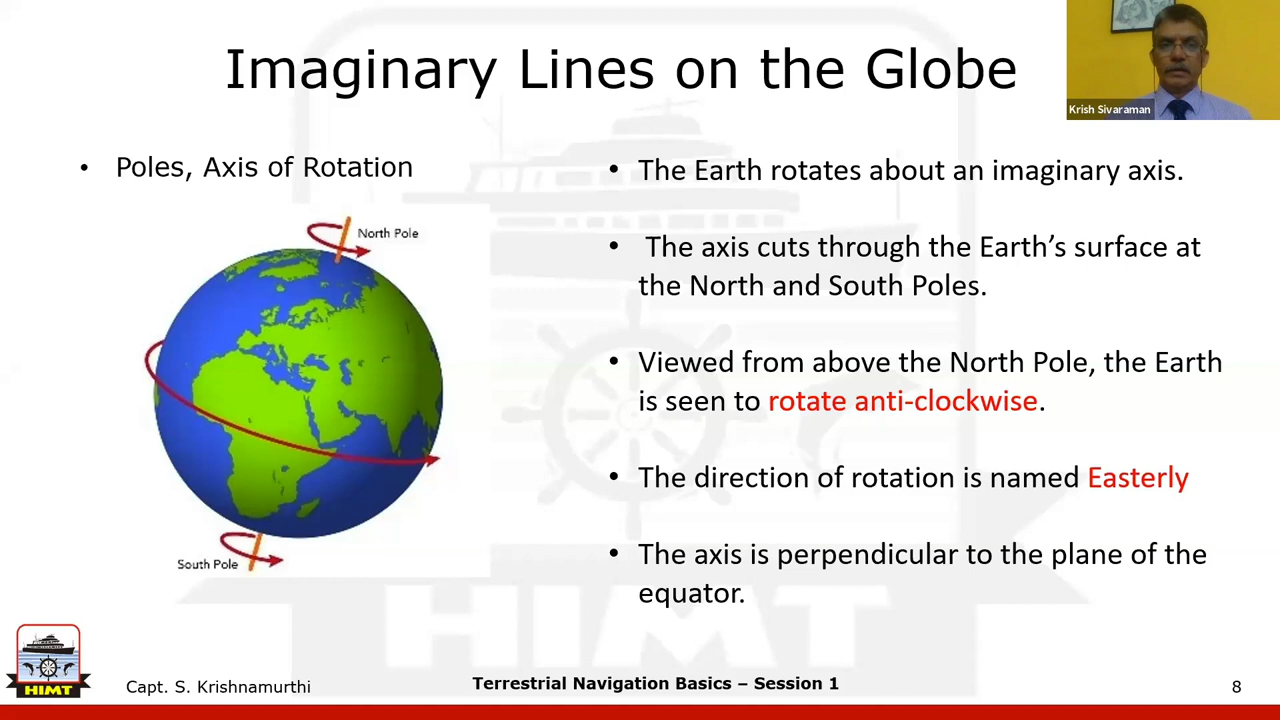 Imaginary Lines on the Globe
Krish Sivaraman
• Poles, Axis of Rotation
North Pole
South Pole
• The Earth rotates about an imaginary axis.
• The axis cuts through the Earth’s surface at
the North and South Poles.
• Viewed from above the North Pole, the Earth
is seen to rotate anti-clockwise.
• The direction of rotation is named Easterly
• The axis is perpendicular to the plane of the
equator.
HIMT
HIMT
Capt. S. Krishnamurthi
Terrestrial Navigation Basics – Session 1
8